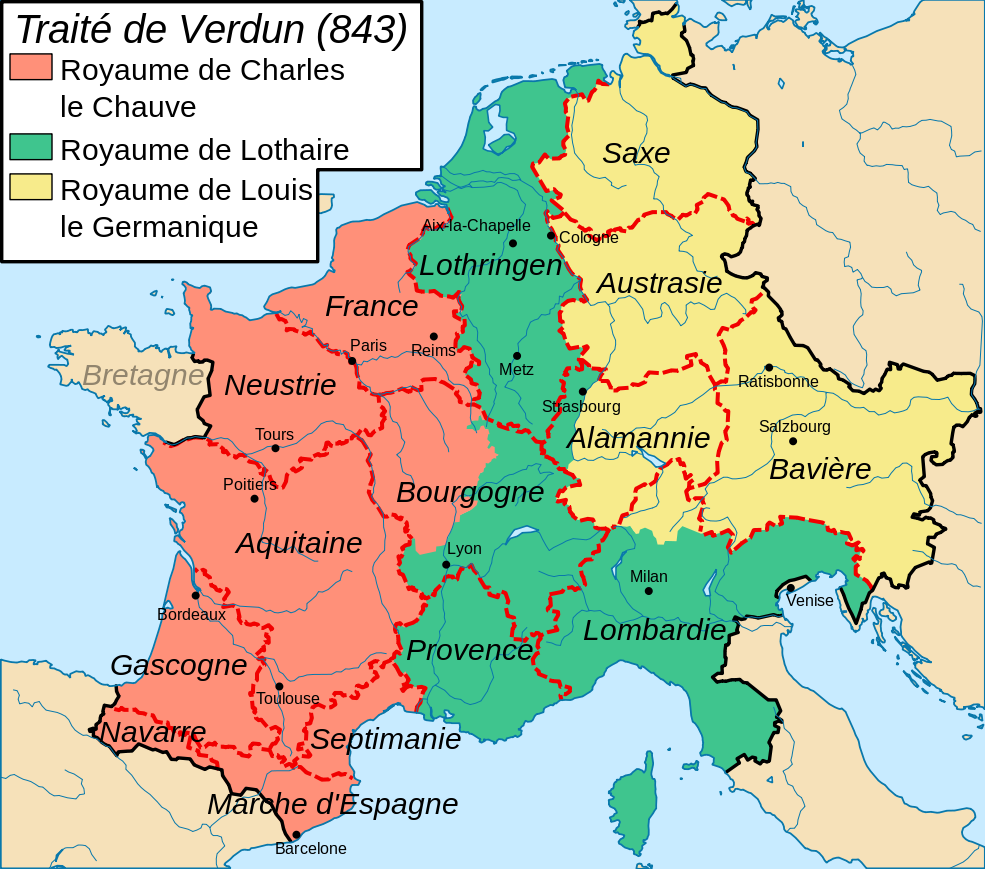 Traité de Verdun (843)
Royaume de Charles
le Chauve
Royaume de Lothaire
Royaume de Louis
le Germanique
Saxe
Aix-la-Chapelle
Cologne
Lothringen
Austrasie
France
Paris
Reims
Metz
Bretagne
Neustrie
Ratisbonne
Strasbourg
Salzbourg
Tours
Alamannie
Bavière
Poitiers
Bourgogne
Aquitaine
Lyon
Milan
Venise
Bordeaux
Lombardie
Provence
Gascogne
Toulouse
Navarre
Septimanie
Marche d'Espagne
Barcelone